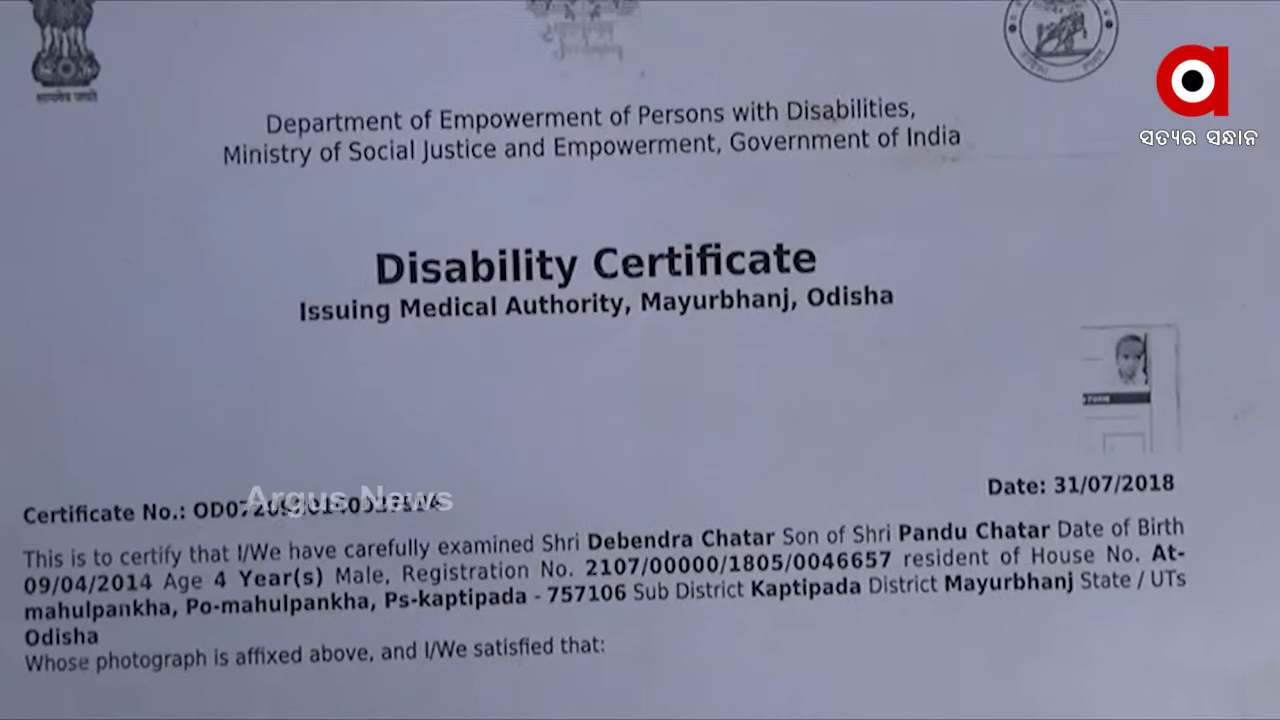 सत्यमेव जयते
ସତ୍ୟର ସନ୍ଧାନ
Department of Empowerment of Persons with Disabilities,
Ministry of Social Justice and Empowerment, Government of India
Disability Certificate
Issuing Medical Authority, Mayurbhanj, Odisha
Argus News
Certificate No.:
Date: 31/07/2018
This is to certify that I/We have carefully examined Shri Debendra Chatar Son of Shri Pandu Chatar Date of Birth
09/04/2014 Age 4 Year(s) Male, Registration No. 2107/00000/1805/0046657 resident of House No. At-
mahulpankha, Po-mahulpankha, Ps-kaptipada - 757106 Sub District Kaptipada District Mayurbhanj State / UTs
Odisha
Whose photograph is affixed above, and I/We satisfied that: